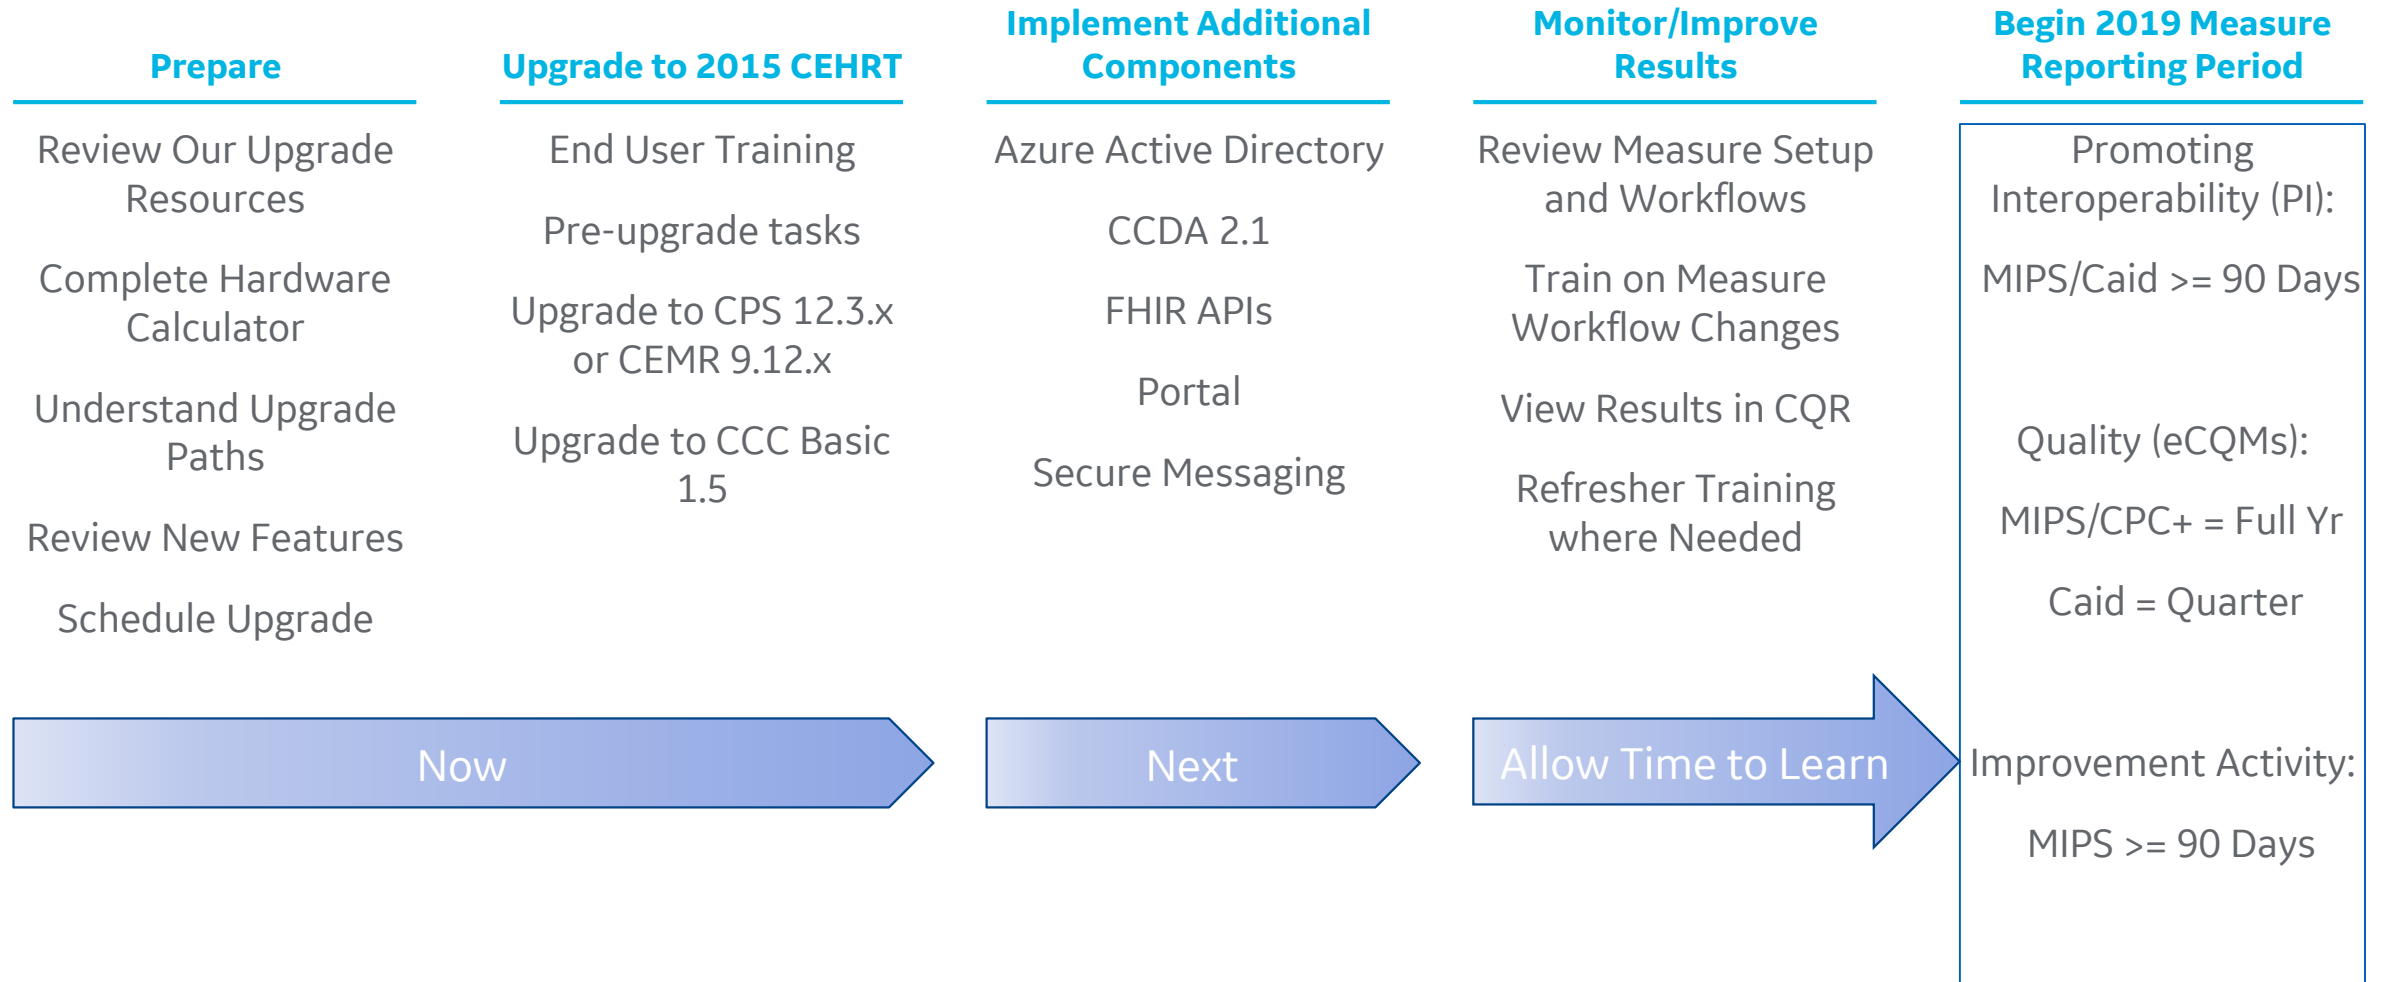 Prepare
Review Our Upgrade
Resources
Complete Hardware
Calculator
Understand Upgrade
Paths
Review New Features
Schedule Upgrade
Upgrade to 2015 CEHRT
End User Training
Pre-upgrade tasks
Upgrade to CPS 12.3.x
or CEMR 9.12.x
Upgrade to CCC Basic
1.5
Now
Implement Additional
Components
Azure Active Directory
CCDA 2.1
FHIR APIs
Portal
Secure Messaging
Next
Monitor/Improve
Results
Review Measure Setup
and Workflows
Train on Measure
Workflow Changes
View Results in CQR
Refresher Training
where Needed
Allow Time to Learn
Begin 2019 Measure
Reporting Period
Promoting
Interoperability (PI):
MIPS/Caid >= 90 Days
Quality (eCQMs):
MIPS/CPC+ = Full Yr
Caid = Quarter
Improvement Activity:
MIPS >= 90 Days